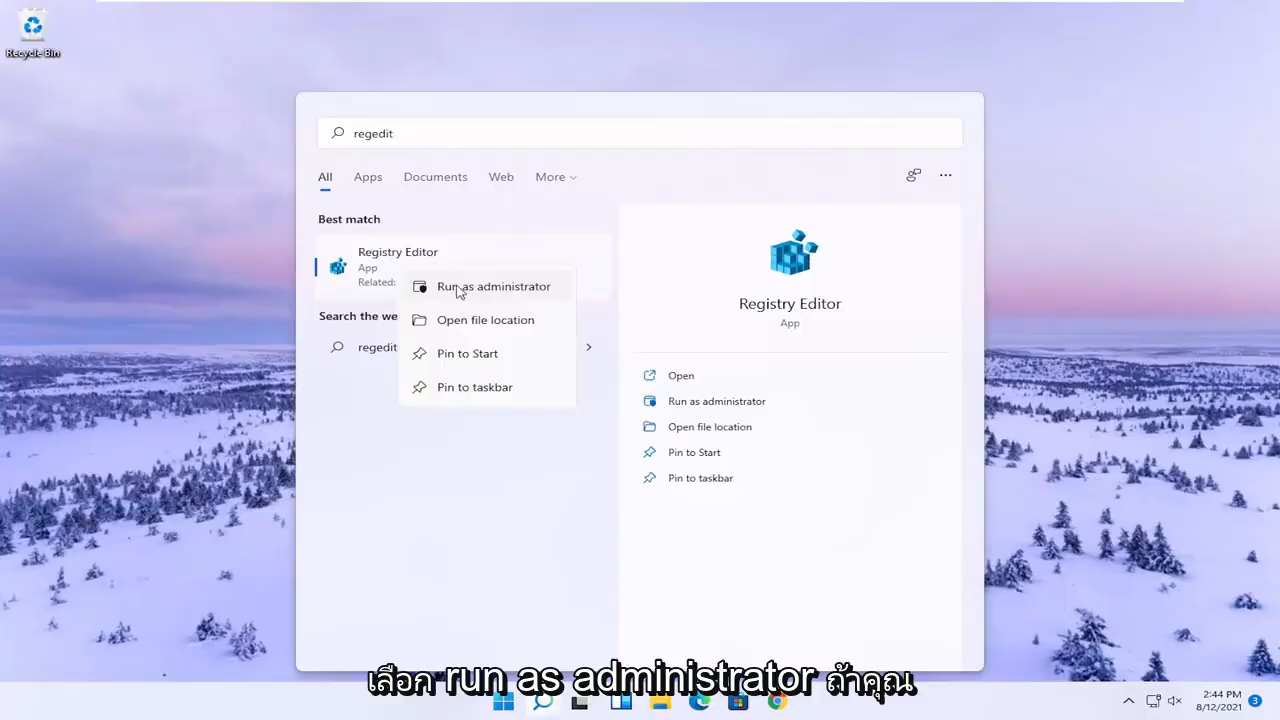 Recycle Bin
regedit
All Apps Documents Web More
Best match
Registry Editor
App
Related:
Run as administrator
Open file location
Pin to Start
Pin to taskbar
Search the we
regedit
Registry Editor
App
Open
Run as administrator
Open file location
Pin to Start
Pin to taskbar
เลือก run as administrator ถ้าคุณ
2:44 PM
8/12/2021
3